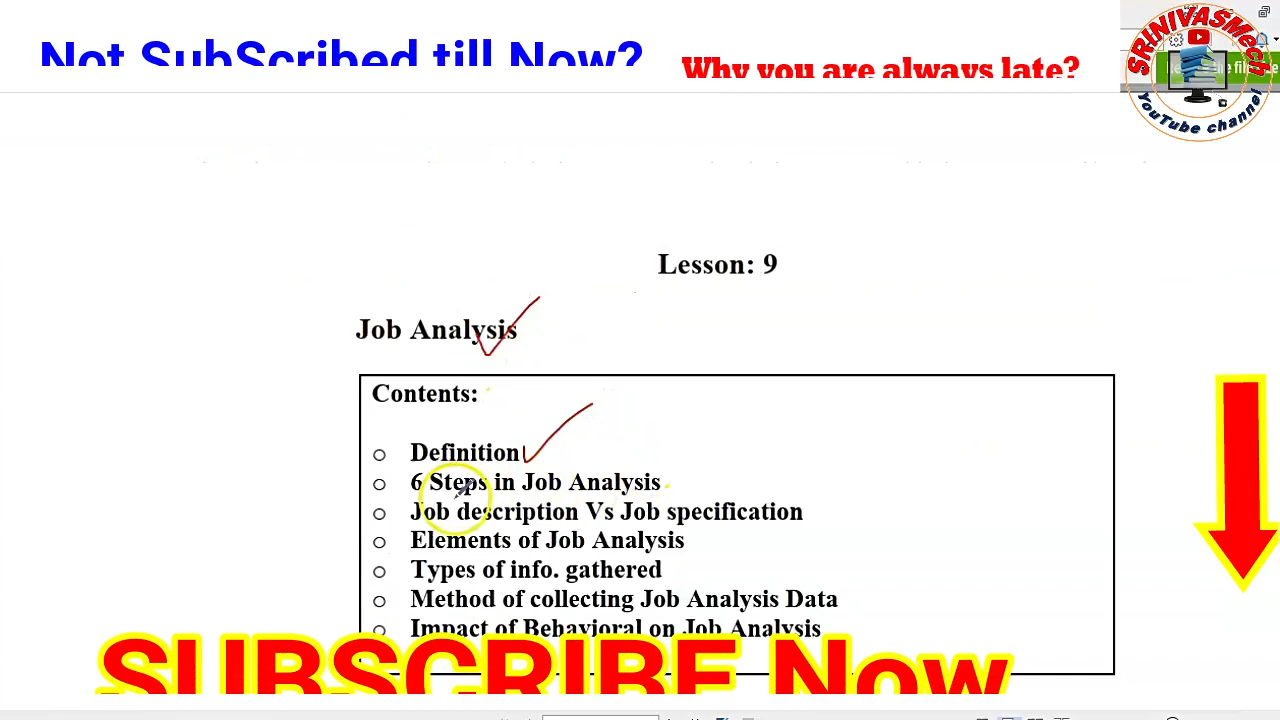 Not SubScribed till Now?
Why you are always late?
SRINIVASMech
YouTube channel
Lesson: 9
Job Analysis
Contents:
o Definition
o 6 Steps in Job Analysis
o Job description Vs Job specification
o Elements of Job Analysis
o Types of info. gathered
o Method of collecting Job Analysis Data
o Impact of Behavioral on Job Analysis
SUBSCRIBE Now